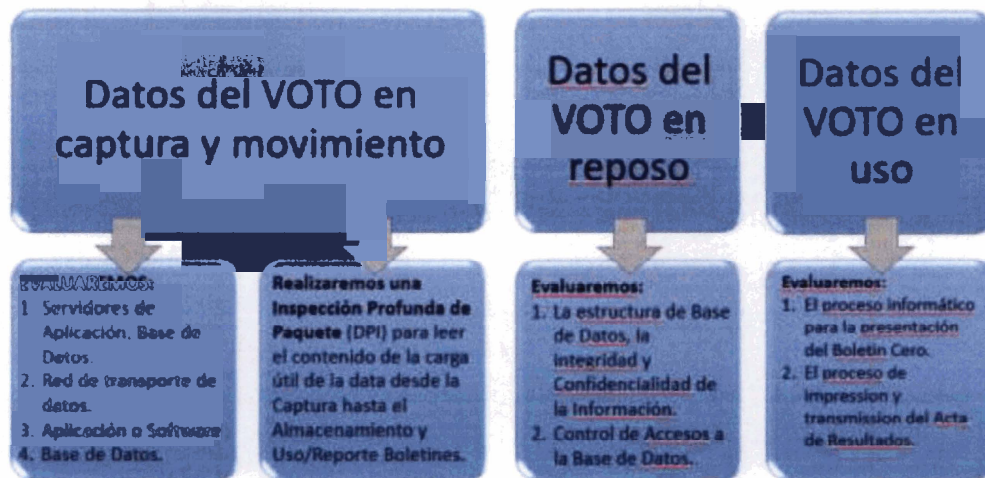 Datos del VOTO en
captura y movimiento
Datos del
VOTO en
reposo
Datos del
VOTO en
uso
EVALUAREMOS:
1 Servidores de
Aplicación, Base de
Datos.
2. Red de transporte de
datos.
3. Aplicación o Software
4. Base de Datos.
Realizaremos una
Inspección Profunda de
Paquete (DPI) para leer
el contenido de la carga
útil de la data desde la
Captura hasta el
Almacenamiento y
Uso/Reporte Boletines.
Evaluaremos:
1. La estructura de Base
de Datos, la
integridad y
Confidencialidad de
la Información.
2. Control de Accesos a
la Base de Datos.
Evaluaremos:
1. El proceso informático
para la presentación
del Boletin Cero.
2. El proceso de
impression y
transmission del Acta
de Resultados.